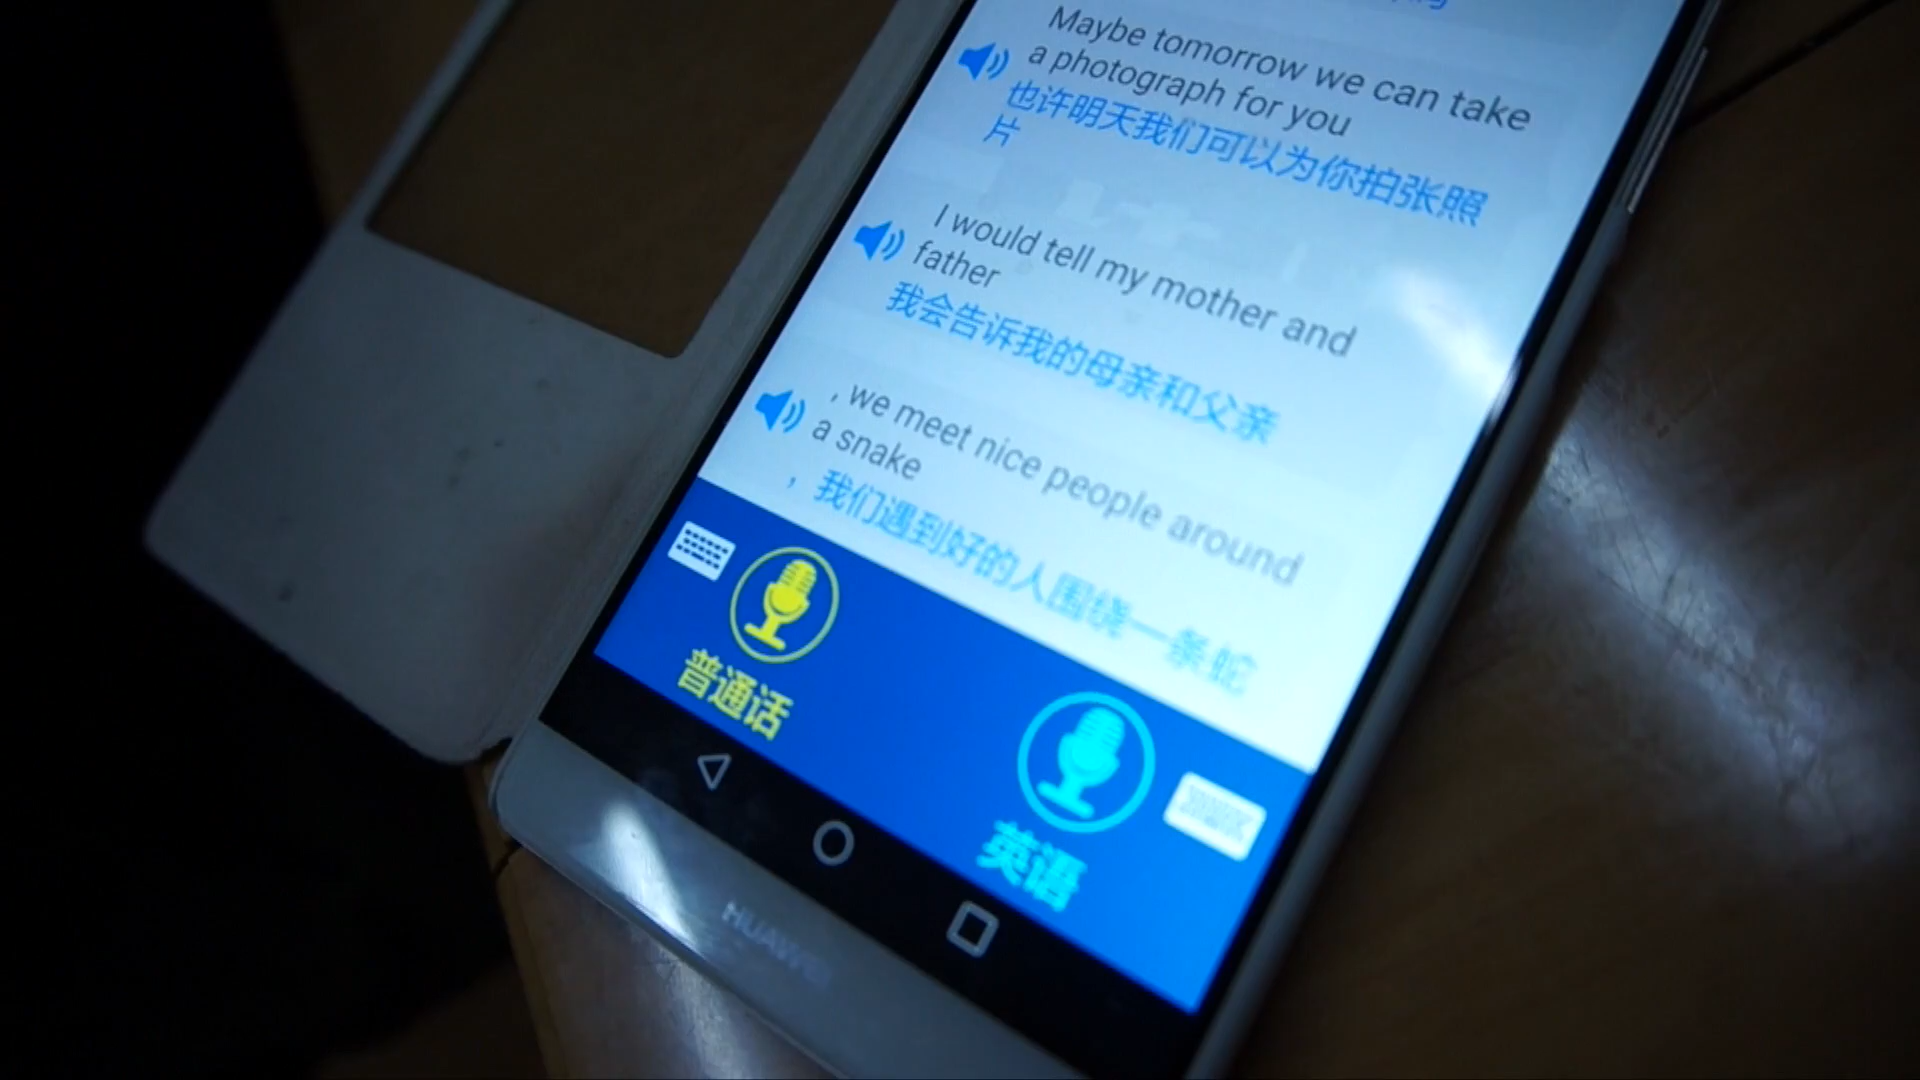 Maybe tomorrow we can take
a photograph for you
也许明天我们可以为你拍张照
片
I would tell my mother and
father
我会告诉我的母亲和父亲
, we meet nice people around
a snake
，我们遇到好的人围绕一条蛇
普通话
英语
HUAWEI